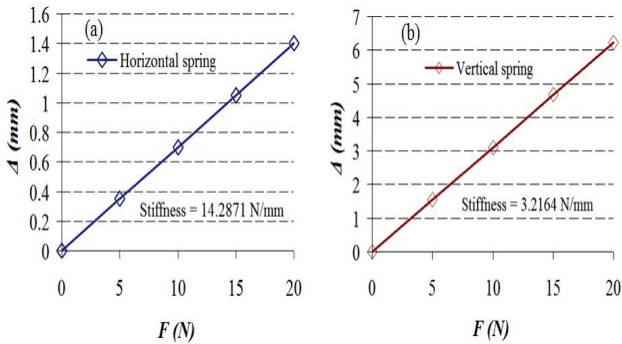 (a)
Horizontal spring
Δ (mm)
1.6
1.4
1.2
1
0.8
0.6
0.4
0.2
0
Stiffness = 14.2871 N/mm
0 5 10 15 20
F (N)
(b)
Vertical spring
Δ (mm)
7
6
5
4
3
2
1
0
Stiffness = 3.2164 N/mm
0 5 10 15 20
F (N)